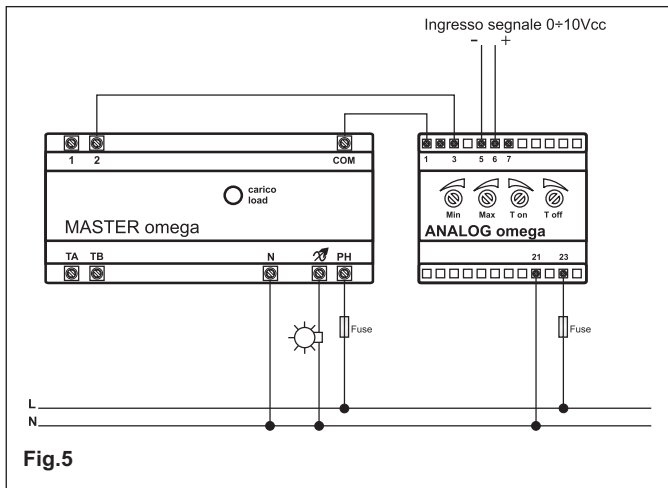 Ingresso segnale 0÷10Vcc
- +
1 2 COM
1 3 5 6 7
carico
load
Min Max T on T off
MASTER omega
ANALOG omega
TA TB N PH
21 23
Fuse
Fuse
L
N
Fig.5